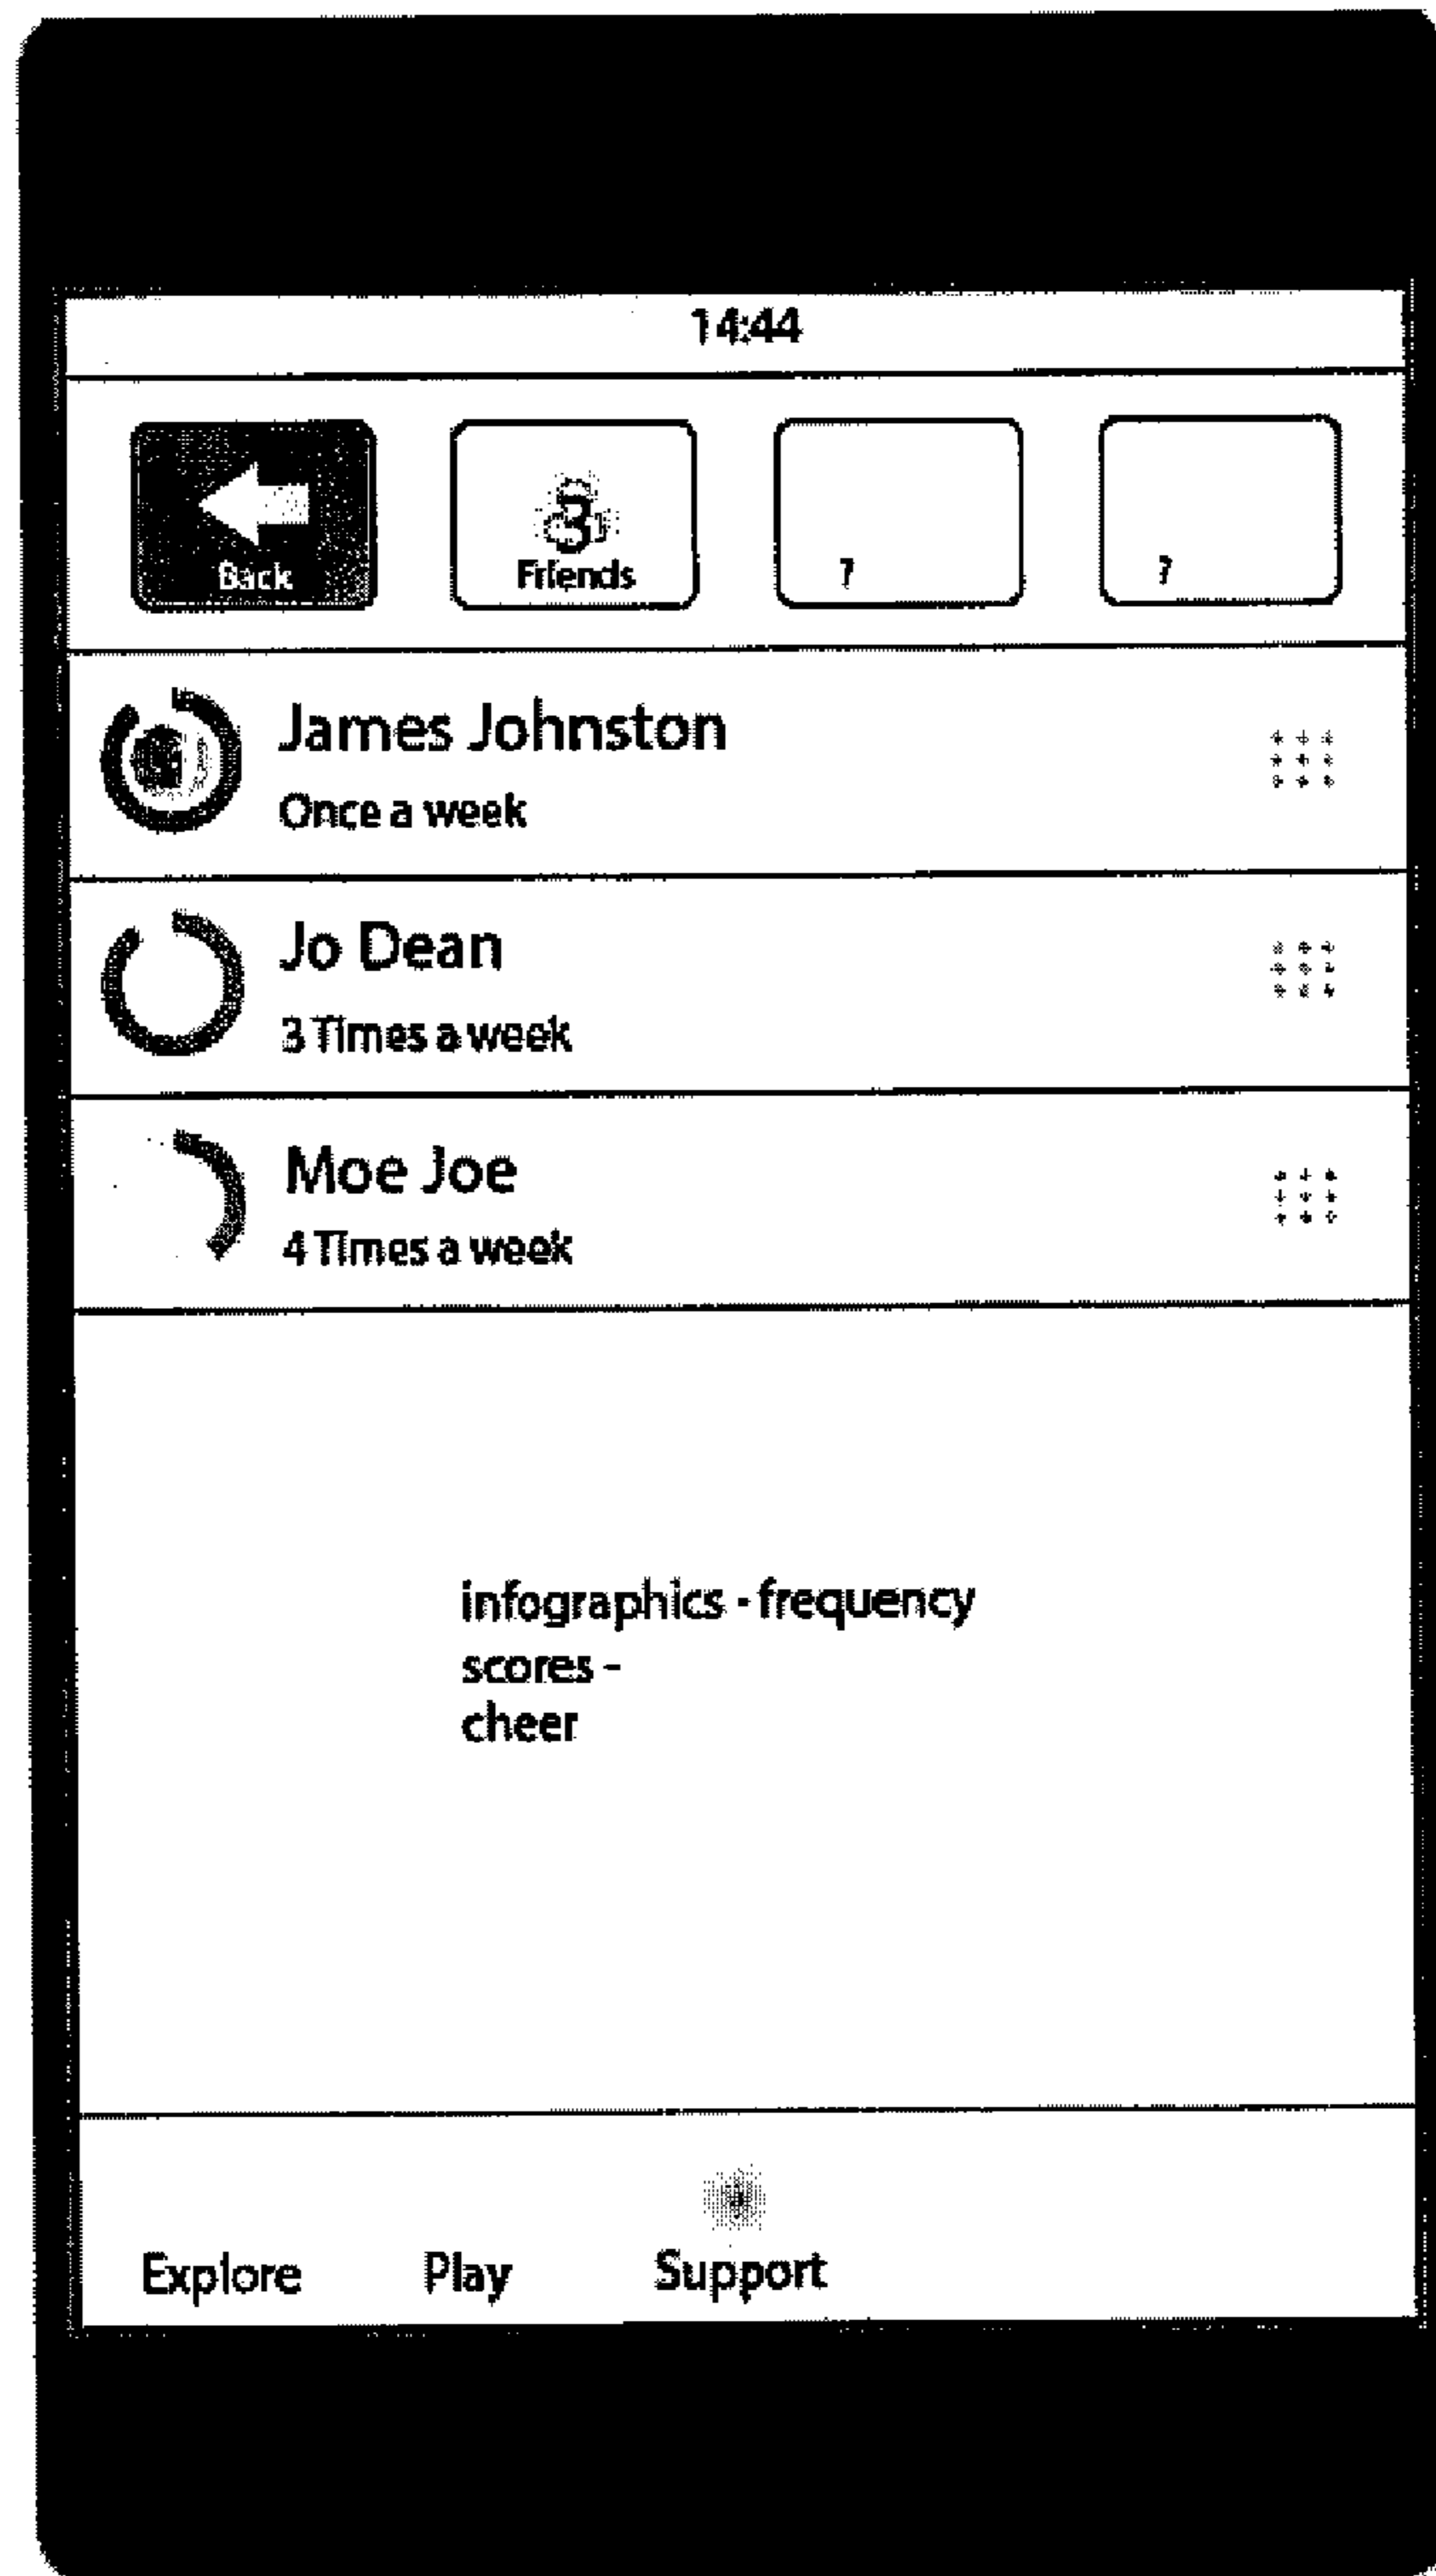 14:44
Back
3
Friends
?
?
James Johnston
Once a week
Jo Dean
3 Times a week
Moe Joe
4 Times a week
infographics - frequency
scores -
cheer
Explore
Play
Support